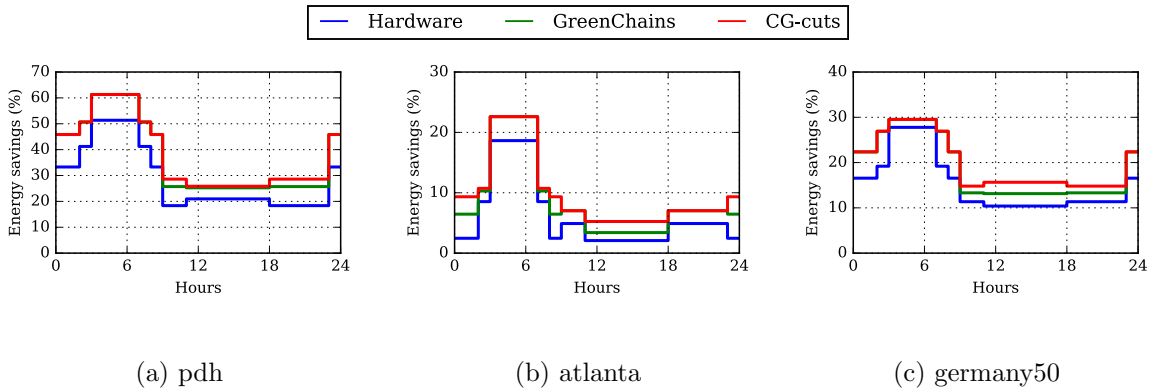 Hardware GreenChains CG-cuts
Energy savings (%)
70
60
50
40
30
20
10
0
0 6 12 18 24
Hours
(a) pdh
Energy savings (%)
30
20
10
0
0 6 12 18 24
Hours
(b) atlanta
Energy savings (%)
40
30
20
10
0
0 6 12 18 24
Hours
(c) germany50